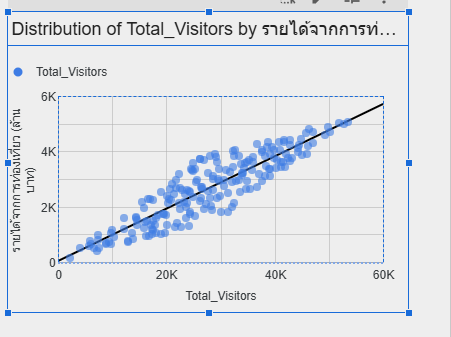 Distribution of Total_Visitors by รายได้จากการท่...
Total_Visitors
6K
4K
2K
0
รายได้จากการท่องเที่ยว (ล้าน
บาท)
0
20K
40K
60K
Total_Visitors